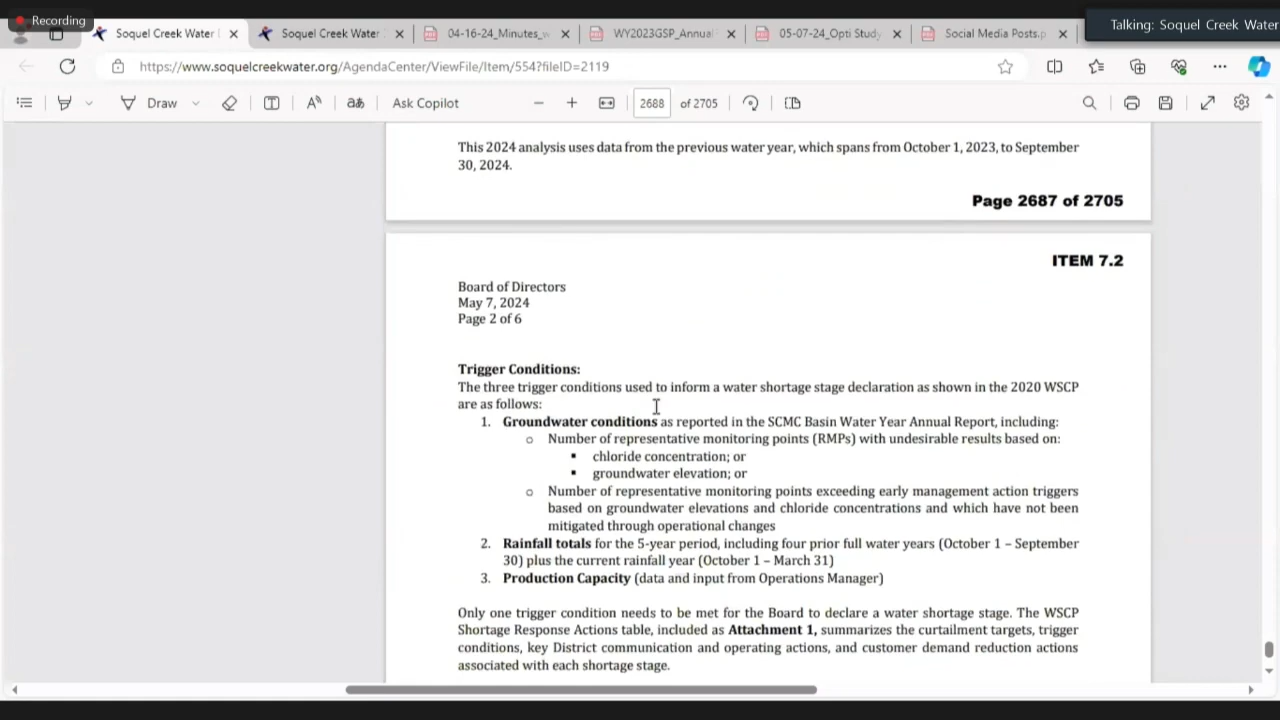 Recording
Talking: Soquel Creek Water
Soquel Creek Water
Soquel Creek Water
04-16-24_Minutes_w
WY2023GSP_Annual
05-07-24_Opti Study
Social Media Posts.p
https://www.soquelcreekwater.org/AgendaCenter/ViewFile/Item/554?fileID=2119
Draw
Ask Copilot
2688 of 2705
This 2024 analysis uses data from the previous water year, which spans from October 1, 2023, to September
30, 2024.
Page 2687 of 2705
ITEM 7.2
Board of Directors
May 7, 2024
Page 2 of 6
Trigger Conditions:
The three trigger conditions used to inform a water shortage stage declaration as shown in the 2020 WSCP
are as follows:
1. Groundwater conditions as reported in the SCMC Basin Water Year Annual Report, including:
o Number of representative monitoring points (RMPs) with undesirable results based on:
▪ chloride concentration; or
▪ groundwater elevation; or
o Number of representative monitoring points exceeding early management action triggers
based on groundwater elevations and chloride concentrations and which have not been
mitigated through operational changes
2. Rainfall totals for the 5-year period, including four prior full water years (October 1 – September
30) plus the current rainfall year (October 1 – March 31)
3. Production Capacity (data and input from Operations Manager)
Only one trigger condition needs to be met for the Board to declare a water shortage stage. The WSCP
Shortage Response Actions table, included as Attachment 1, summarizes the curtailment targets, trigger
conditions, key District communication and operating actions, and customer demand reduction actions
associated with each shortage stage.